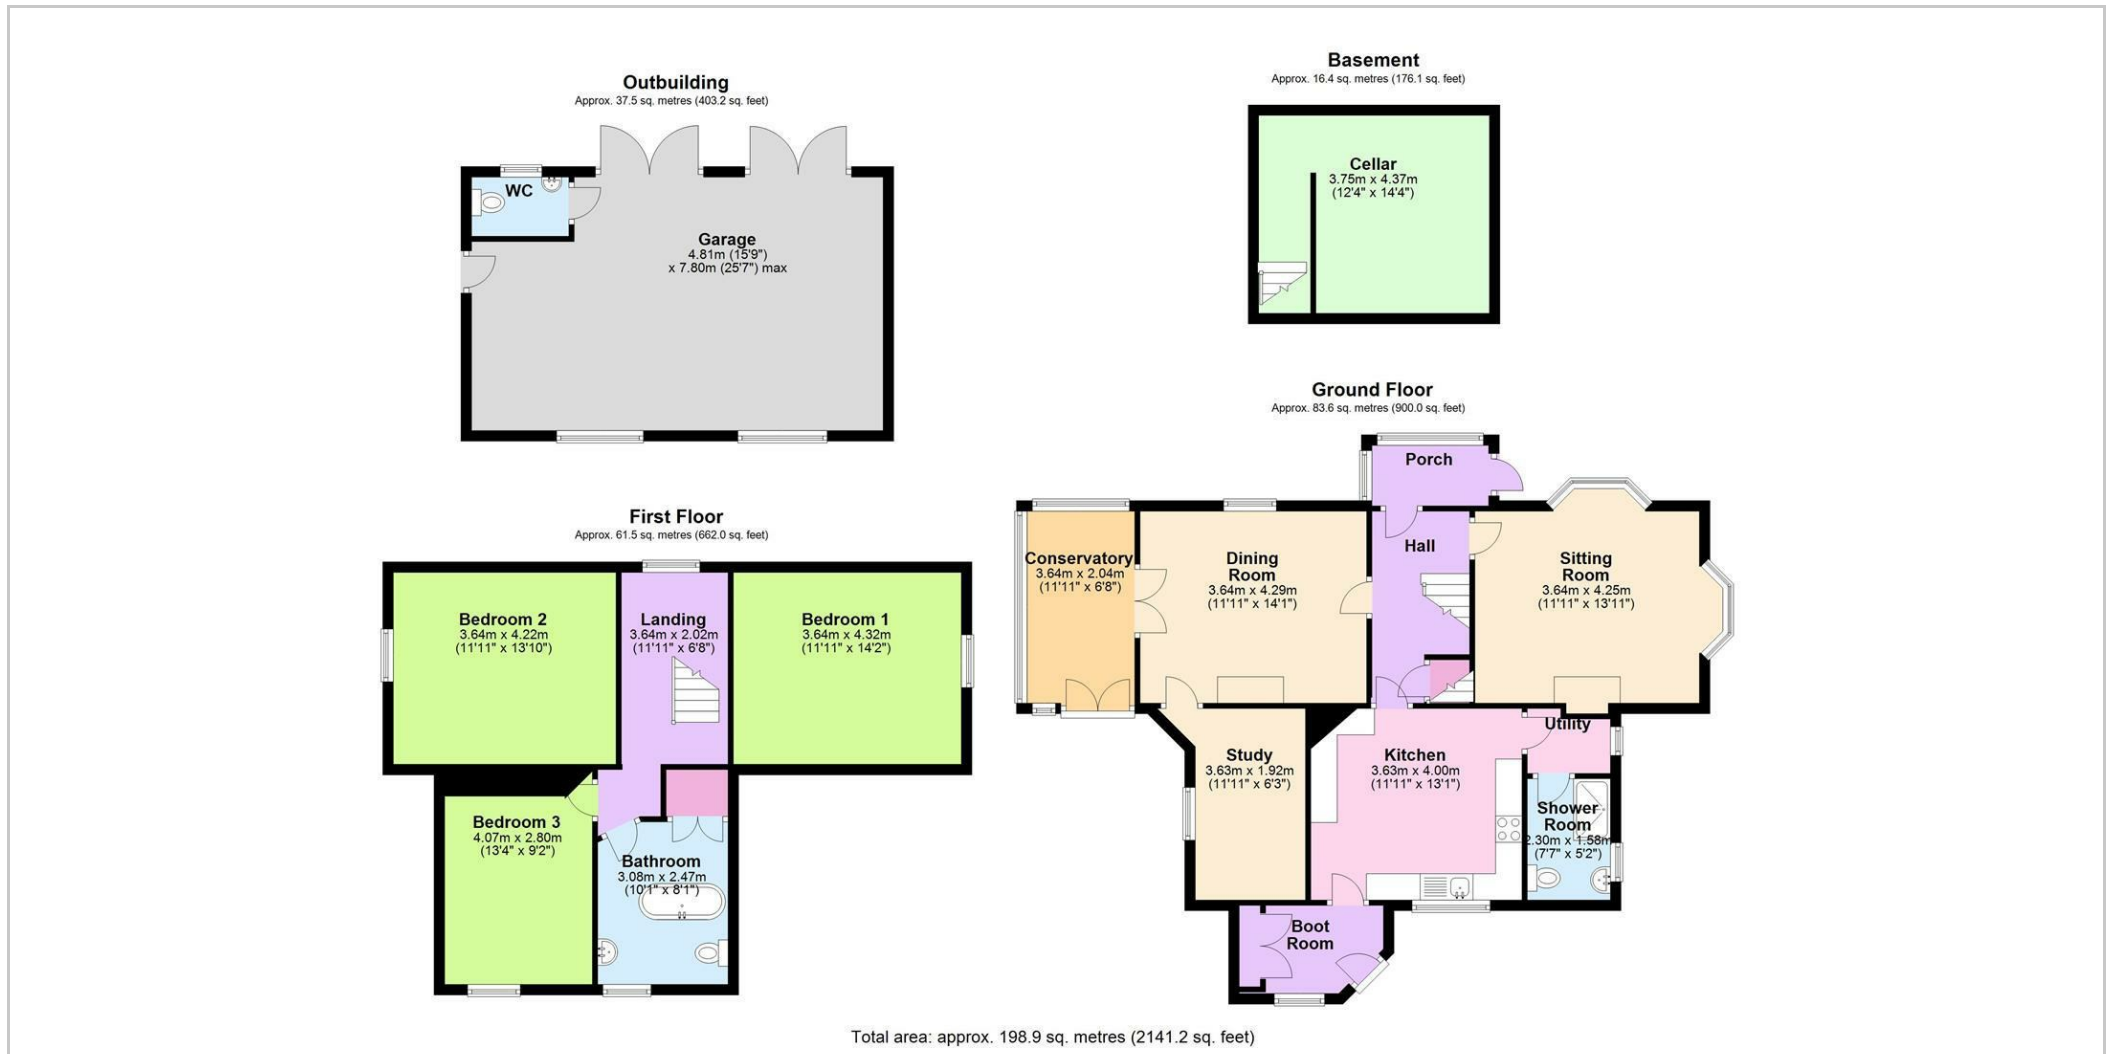 Outbuilding
Approx. 37.5 sq. metres (403.2 sq. feet)
WC
Garage
4.81m (15'9")
x 7.80m (25'7") max
Basement
Approx. 16.4 sq. metres (176.1 sq. feet)
Cellar
3.75m x 4.37m
(12'4" x 14'4")
First Floor
Approx. 61.5 sq. metres (662.0 sq. feet)
Bedroom 2
3.64m x 4.22m
(11'11" x 13'10")
Landing
3.64m x 2.02m
(11'11" x 6'8")
Bedroom 1
3.64m x 4.32m
(11'11" x 14'2")
Bedroom 3
4.07m x 2.80m
(13'4" x 9'2")
Bathroom
3.08m x 2.47m
(10'1" x 8'1")
Ground Floor
Approx. 83.6 sq. metres (900.0 sq. feet)
Porch
Conservatory
3.64m x 2.04m
(11'11" x 6'8")
Dining
Room
3.64m x 4.29m
(11'11" x 14'1")
Hall
Sitting
Room
3.64m x 4.25m
(11'11" x 13'11")
Study
3.63m x 1.92m
(11'11" x 6'3")
Kitchen
3.63m x 4.00m
(11'11" x 13'1")
Utility
Shower
Room
2.30m x 1.58m
(7'7" x 5'2")
Boot
Room
Total area: approx. 198.9 sq. metres (2141.2 sq. feet)